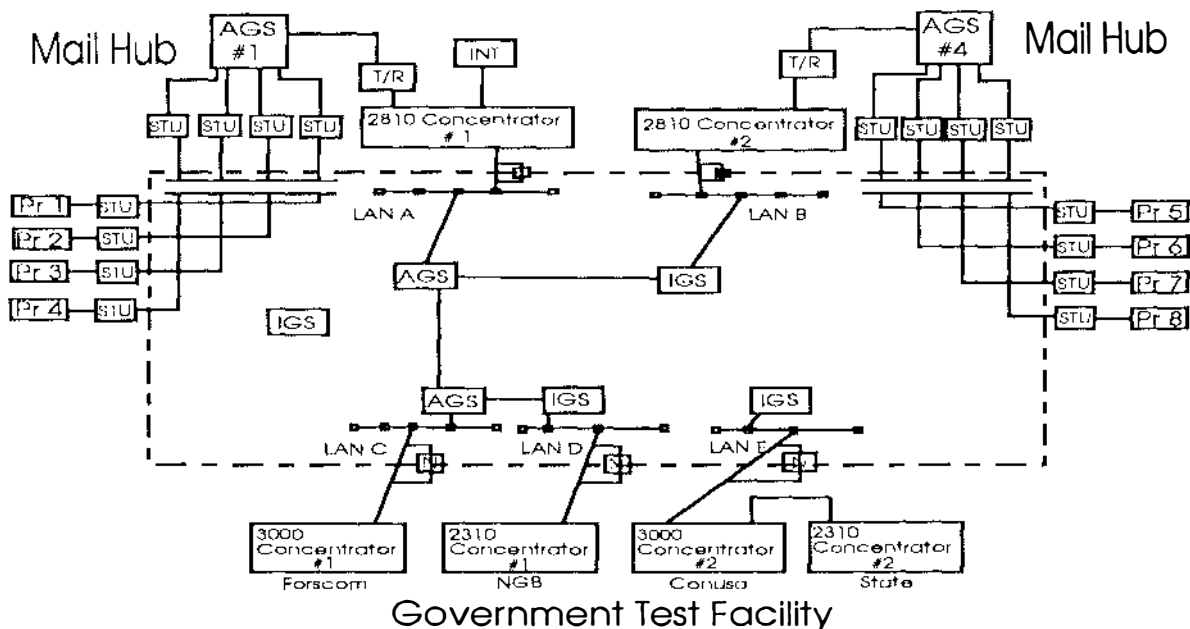 Mail Hub
AGS
#1
INT
T/R
STU STU STU STU
2810 Concentrator
# 1
AGS
#4
Mail Hub
T/R
2810 Concentrator
#2
STU STU STU STU
LAN A
LAN B
Pr 1 STU
Pr 2 STU
Pr 3 STU
Pr 4 STU
STU Pr 5
STU Pr 6
STU Pr 7
STU Pr 8
AGS
IGS
IGS
AGS
IGS
IGS
LAN C
LAN D
LAN E
N
N
N
3000
Concentrator
#1
Forscom
2310
Concentrator
#1
NGB
3000
Concentrator
#2
Conusa
2310
Concentrator
#2
State
Government Test Facility